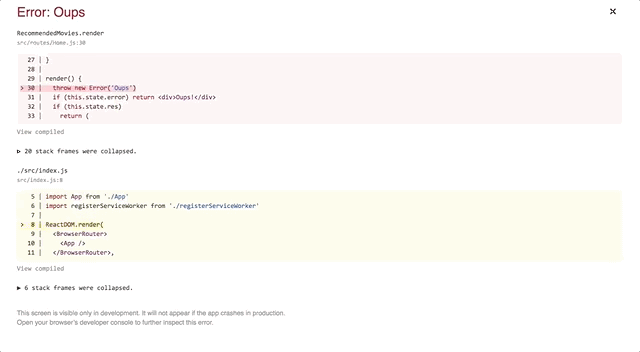 Error: Oups
×
RecommendedMovies.render
src/routes/Home.js:30
27 | }
28 |
29 | render() {
> 30 |   throw new Error('Oups')
31 |   if (this.state.error) return <div>Oups!</div>
32 |   if (this.state.res)
33 |     return (
View compiled
▶ 20 stack frames were collapsed.
./src/index.js
src/index.js:8
5 | import App from './App'
6 | import registerServiceWorker from './registerServiceWorker'
7 |
> 8 | ReactDOM.render(
9 |   <BrowserRouter>
10 |     <App />
11 |   </BrowserRouter>,
View compiled
▶ 6 stack frames were collapsed.
This screen is visible only in development. It will not appear if the app crashes in production.
Open your browser's developer console to further inspect this error.